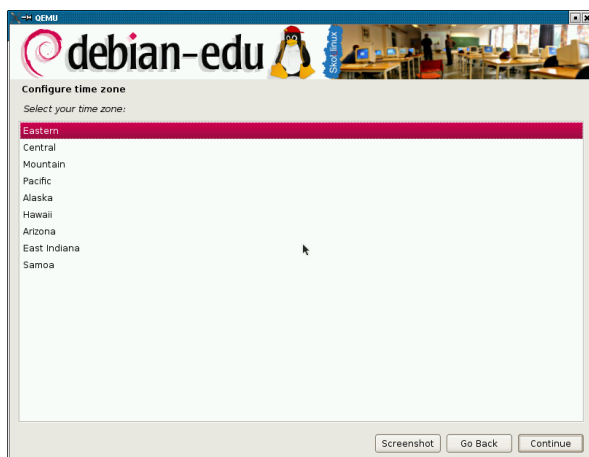 QEMU
debian-edu
Skolelinux
Configure time zone
Select your time zone:
Eastern
Central
Mountain
Pacific
Alaska
Hawaii
Arizona
East Indiana
Samoa
Screenshot
Go Back
Continue